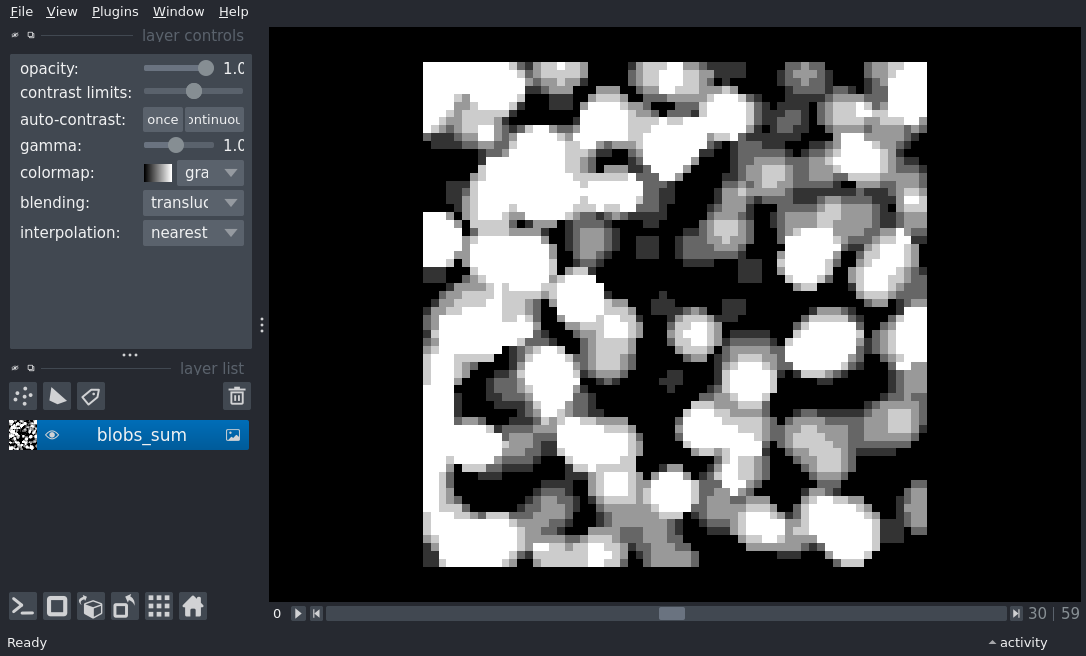 File View Plugins Window Help
layer controls
opacity: 1.0
contrast limits:
auto-contrast: once ontinuou
gamma: 1.0
colormap: gra
blending: transluc
interpolation: nearest
layer list
blobs_sum
0 30 | 59
Ready activity